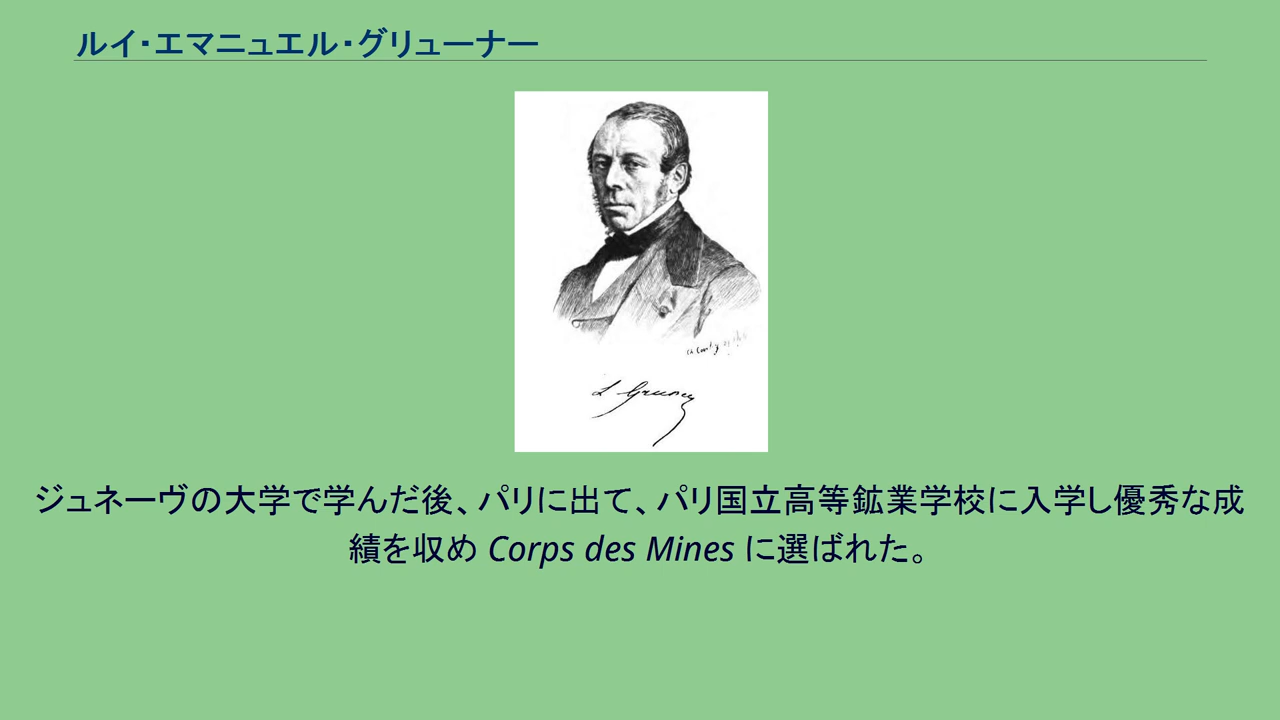 ルイ・エマニュエル・グリューナー
L Gruner
ジュネーヴの大学で学んだ後、パリに出て、パリ国立高等鉱業学校に入学し優秀な成
績を収め Corps des Mines に選ばれた。